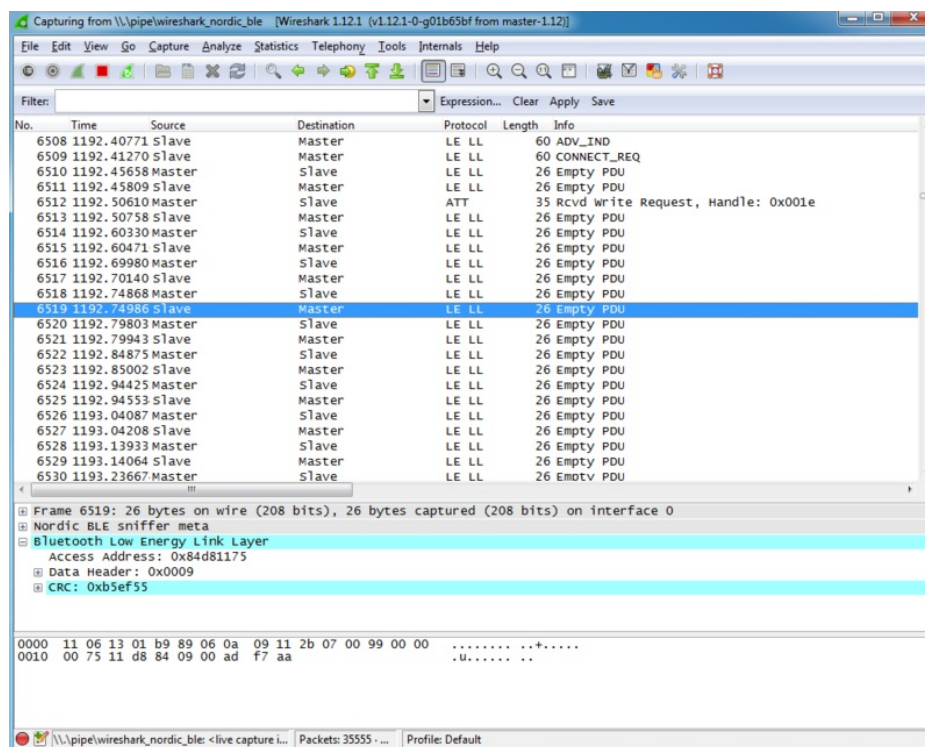 Capturing from \\.\pipe\wireshark_nordic_ble [Wireshark 1.12.1 (v1.12.1-0-g01b65bf from master-1.12)]
File Edit View Go Capture Analyze Statistics Telephony Tools Internals Help
Filter: Expression... Clear Apply Save
No. Time Source Destination Protocol Length Info
6508 1192.40771 Slave Master LE LL 60 ADV_IND
6509 1192.41270 Slave Master LE LL 60 CONNECT_REQ
6510 1192.45658 Master Slave LE LL 26 Empty PDU
6511 1192.45809 Slave Master LE LL 26 Empty PDU
6512 1192.50610 Master Slave ATT 35 Rcvd Write Request, Handle: 0x001e
6513 1192.50758 Slave Master LE LL 26 Empty PDU
6514 1192.60330 Master Slave LE LL 26 Empty PDU
6515 1192.60471 Slave Master LE LL 26 Empty PDU
6516 1192.69980 Master Slave LE LL 26 Empty PDU
6517 1192.70140 Slave Master LE LL 26 Empty PDU
6518 1192.74868 Master Slave LE LL 26 Empty PDU
6519 1192.74986 Slave Master LE LL 26 Empty PDU
6520 1192.79803 Master Slave LE LL 26 Empty PDU
6521 1192.79943 Slave Master LE LL 26 Empty PDU
6522 1192.84875 Master Slave LE LL 26 Empty PDU
6523 1192.85002 Slave Master LE LL 26 Empty PDU
6524 1192.94425 Master Slave LE LL 26 Empty PDU
6525 1192.94553 Slave Master LE LL 26 Empty PDU
6526 1193.04087 Master Slave LE LL 26 Empty PDU
6527 1193.04208 Slave Master LE LL 26 Empty PDU
6528 1193.13933 Master Slave LE LL 26 Empty PDU
6529 1193.14064 Slave Master LE LL 26 Empty PDU
6530 1193.23667 Master Slave LE LL 26 Empty PDU
Frame 6519: 26 bytes on wire (208 bits), 26 bytes captured (208 bits) on interface 0
Nordic BLE sniffer meta
Bluetooth Low Energy Link Layer
Access Address: 0x84d81175
Data Header: 0x0009
CRC: 0xb5ef55
0000 11 06 13 01 b9 89 06 0a 09 11 2b 07 00 99 00 00 ........ ..+.....
0010 00 75 11 d8 84 09 00 ad f7 aa .u...... ..
\\.\pipe\wireshark_nordic_ble: <live capture i... Packets: 35555 · ... Profile: Default